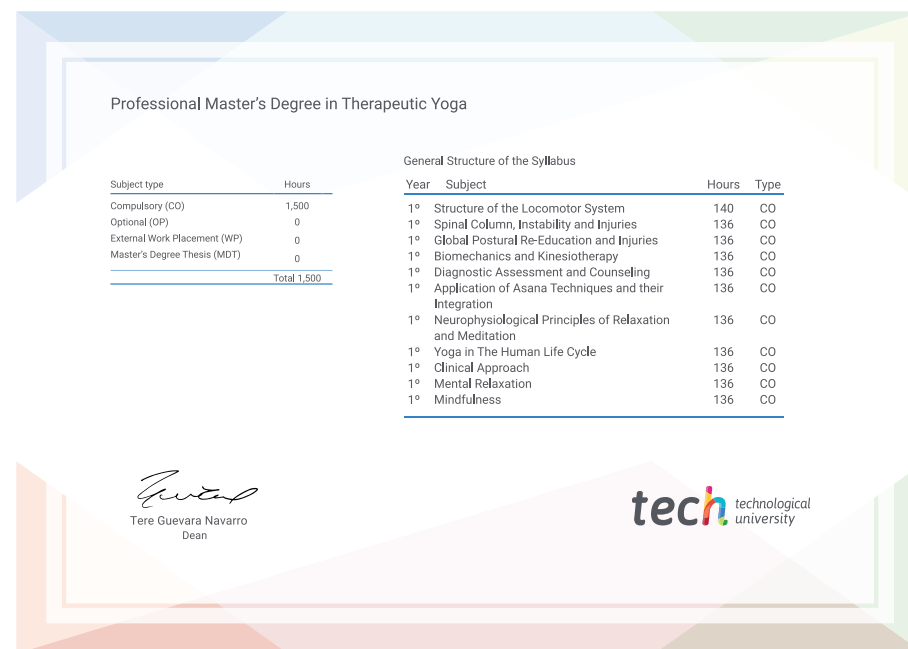 Professional Master's Degree in Therapeutic Yoga
Subject type Hours
Compulsory (CO) 1,500
Optional (OP) 0
External Work Placement (WP) 0
Master's Degree Thesis (MDT) 0
Total 1,500
General Structure of the Syllabus
Year Subject Hours Type
1º Structure of the Locomotor System 140 CO
1º Spinal Column, Instability and Injuries 136 CO
1º Global Postural Re-Education and Injuries 136 CO
1º Biomechanics and Kinesiotherapy 136 CO
1º Diagnostic Assessment and Counseling 136 CO
1º Application of Asana Techniques and their 136 CO
Integration
1º Neurophysiological Principles of Relaxation 136 CO
and Meditation
1º Yoga in The Human Life Cycle 136 CO
1º Clinical Approach 136 CO
1º Mental Relaxation 136 CO
1º Mindfulness 136 CO
Tere Guevara Navarro
Dean
tech technological
university